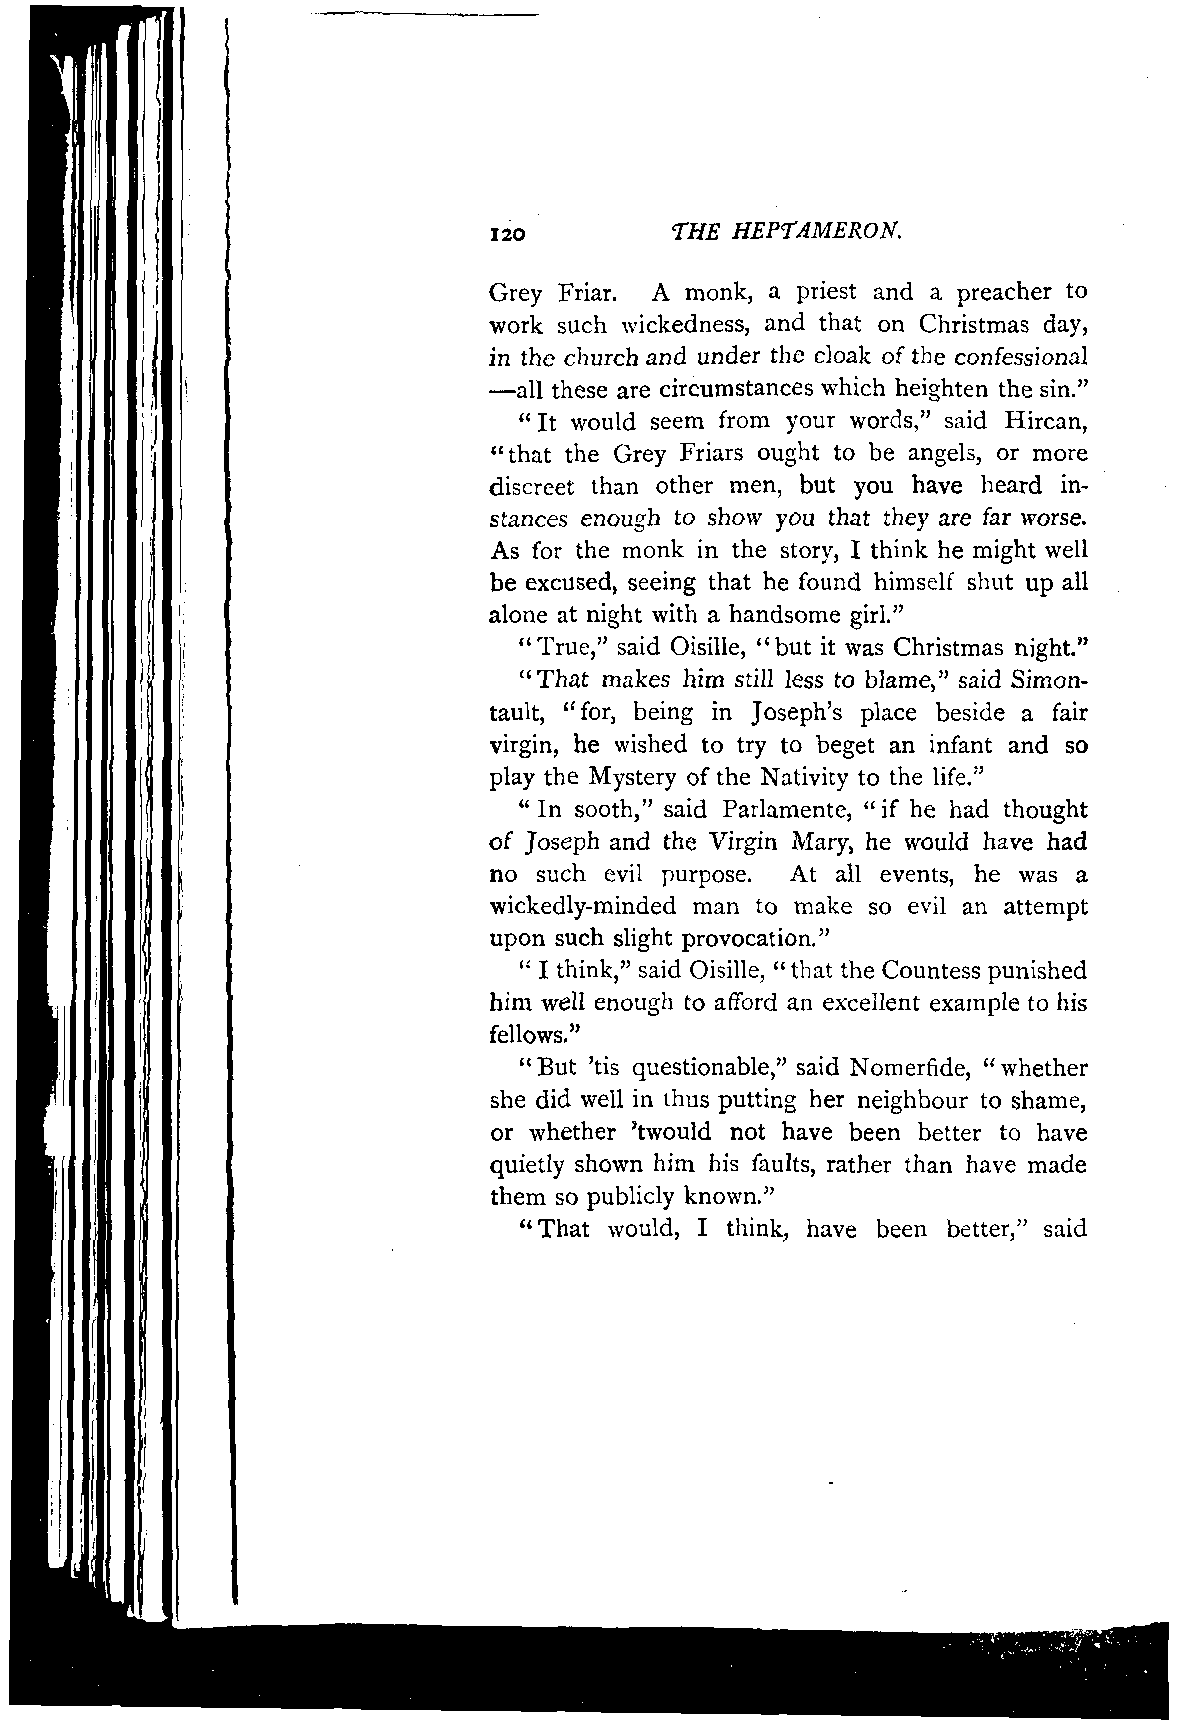 120 THE HEPTAMERON.
Grey Friar. A monk, a priest and a preacher to
work such wickedness, and that on Christmas day,
in the church and under the cloak of the confessional
—all these are circumstances which heighten the sin.”
“It would seem from your words,” said Hircan,
“that the Grey Friars ought to be angels, or more
discreet than other men, but you have heard in-
stances enough to show you that they are far worse.
As for the monk in the story, I think he might well
be excused, seeing that he found himself shut up all
alone at night with a handsome girl.”
“True,” said Oisille, “but it was Christmas night.”
“That makes him still less to blame,” said Simon-
tault, “for, being in Joseph’s place beside a fair
virgin, he wished to try to beget an infant and so
play the Mystery of the Nativity to the life.”
“In sooth,” said Parlamente, “if he had thought
of Joseph and the Virgin Mary, he would have had
no such evil purpose. At all events, he was a
wickedly-minded man to make so evil an attempt
upon such slight provocation.”
“I think,” said Oisille, “that the Countess punished
him well enough to afford an excellent example to his
fellows.”
“But ’tis questionable,” said Nomerfide, “whether
she did well in thus putting her neighbour to shame,
or whether ’twould not have been better to have
quietly shown him his faults, rather than have made
them so publicly known.”
“That would, I think, have been better,” said